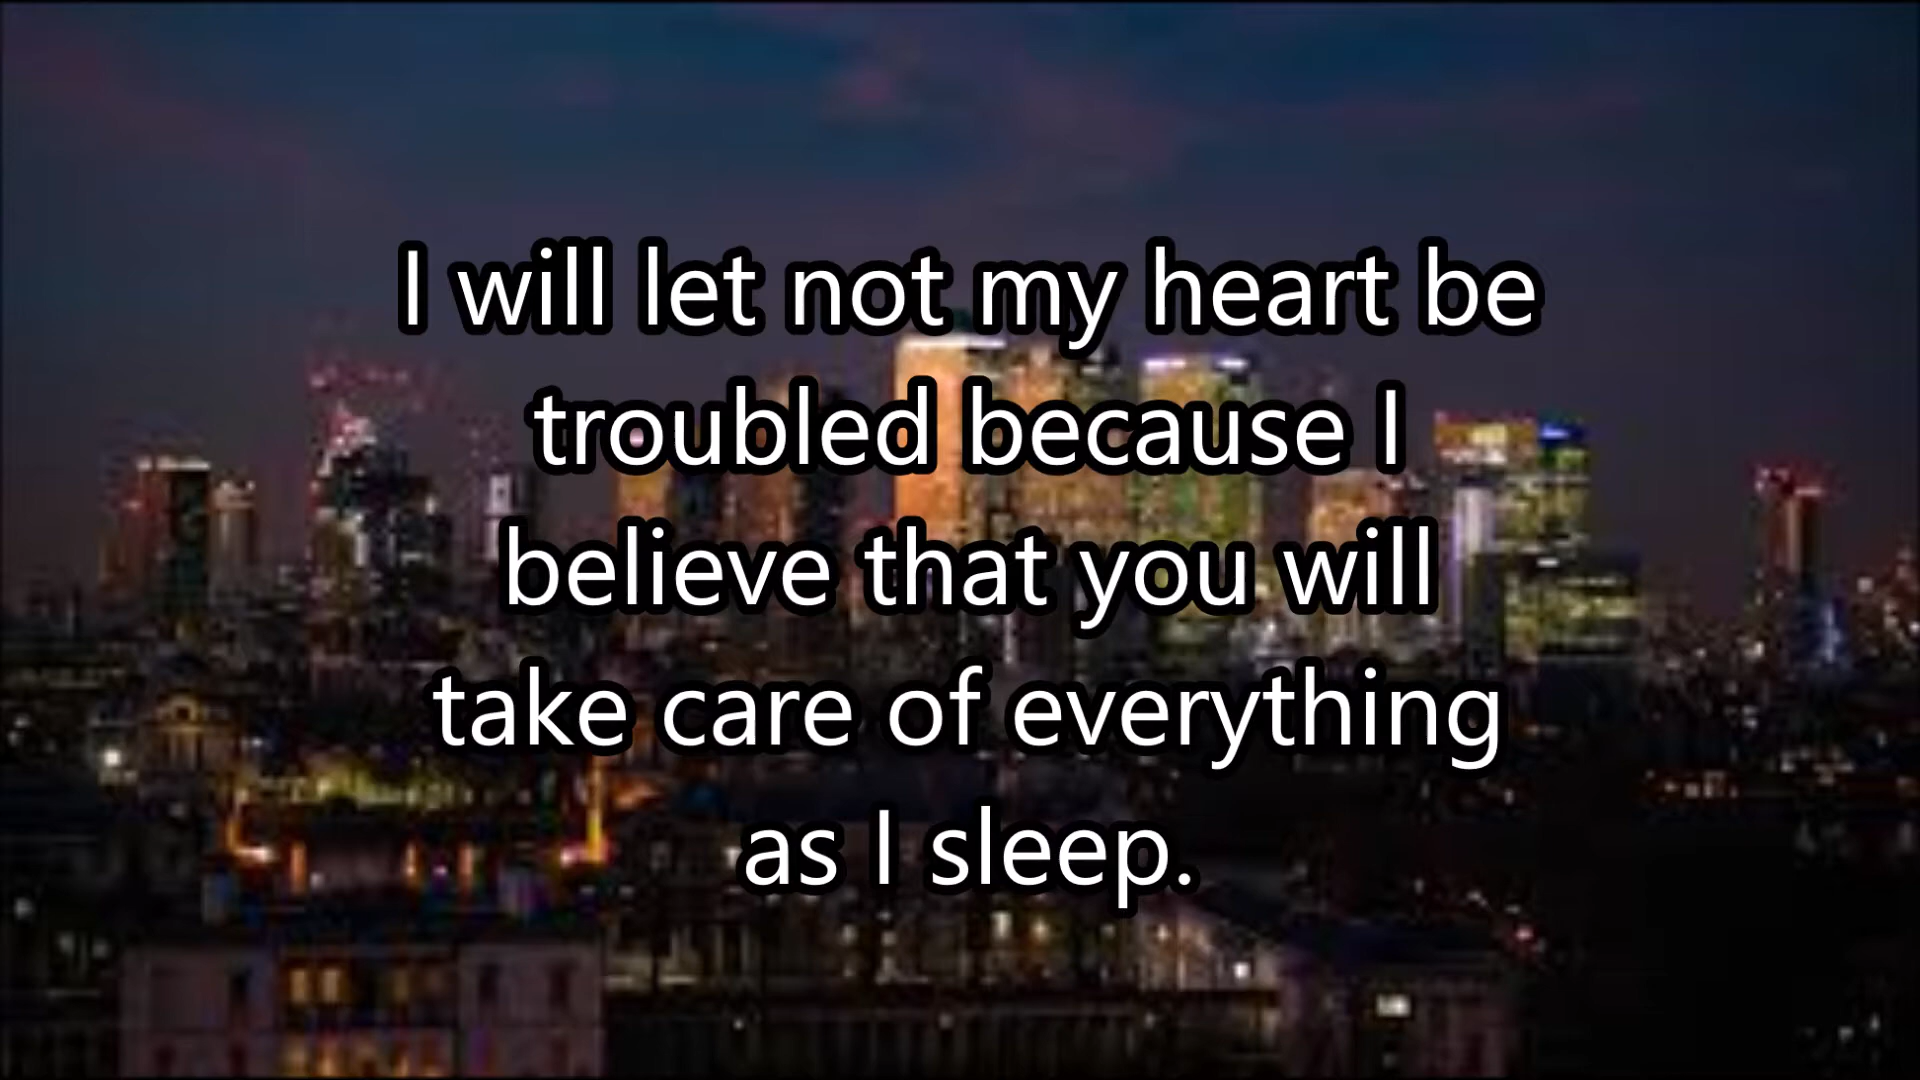 I will let not my heart be
troubled because I
believe that you will
take care of everything
as I sleep.